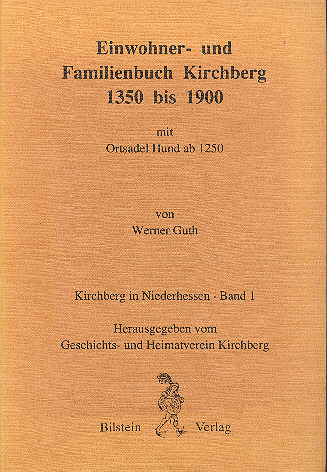 Einwohner- und
Familienbuch Kirchberg
1350 bis 1900
mit
Ortsadel Hund ab 1250
von
Werner Guth
Kirchberg in Niederhessen · Band 1
Herausgegeben vom
Geschichts- und Heimatverein Kirchberg
Bilstein Verlag